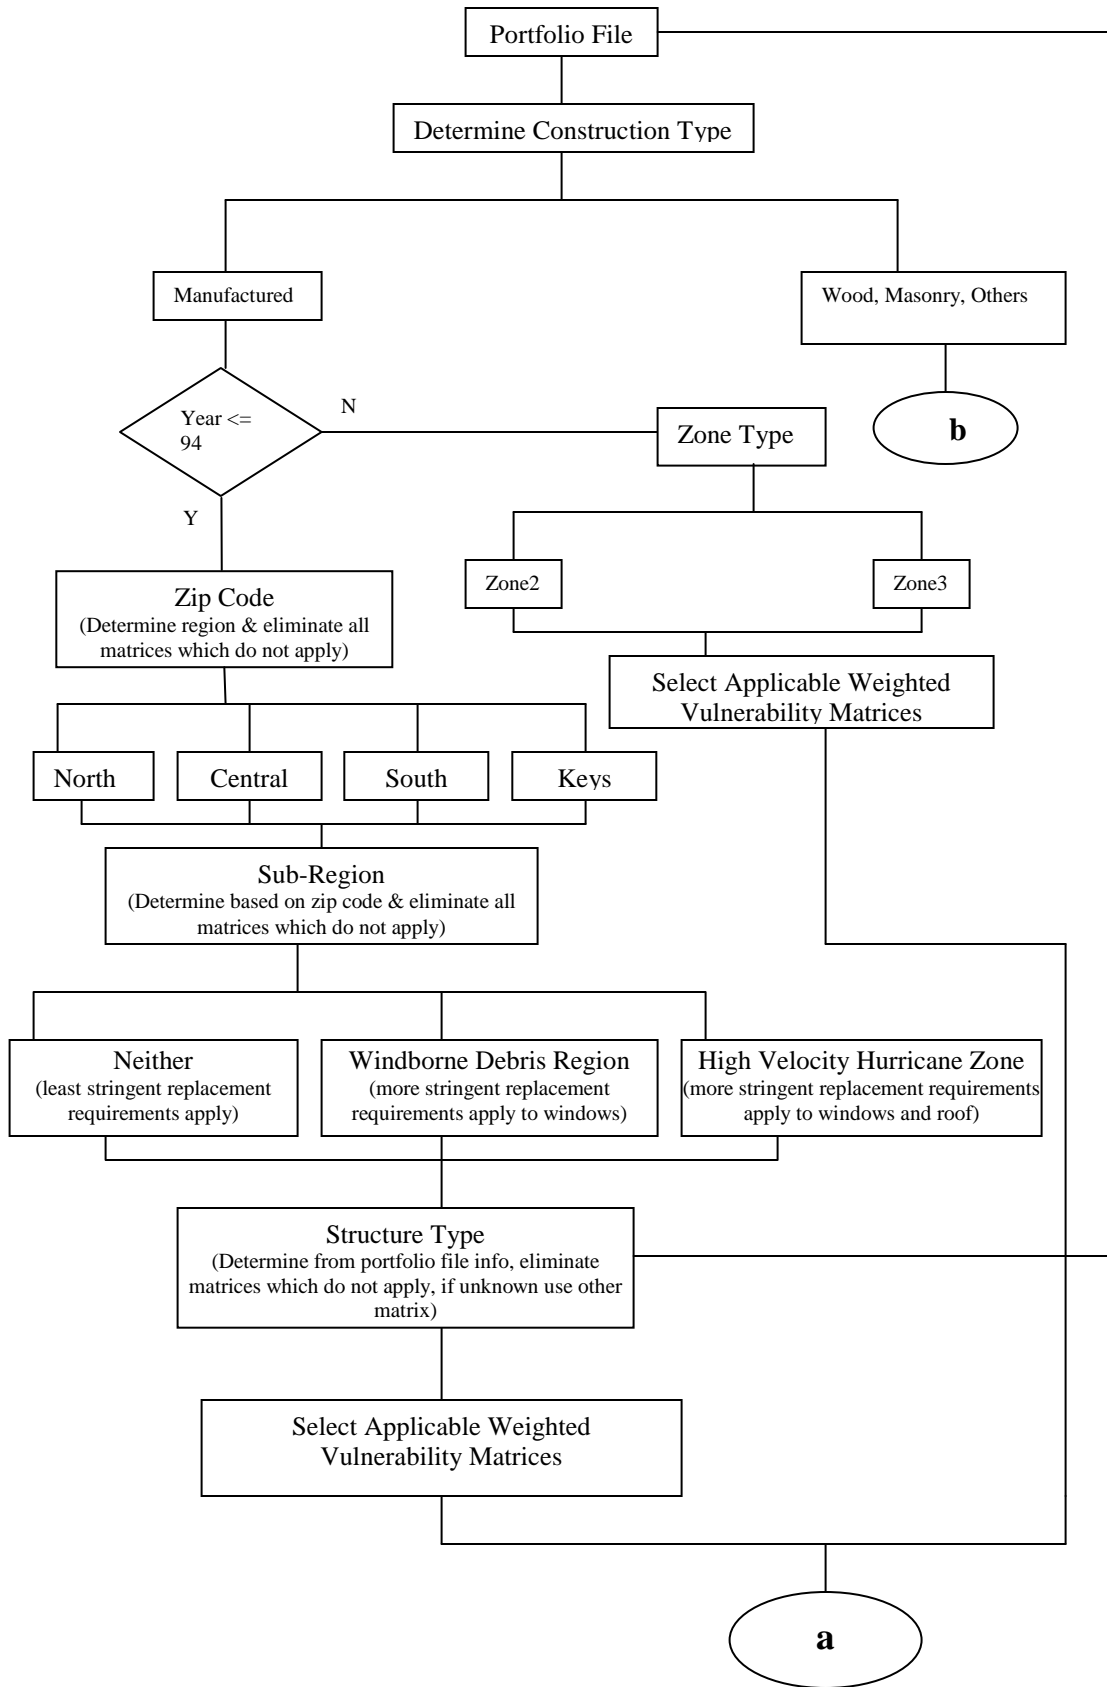 Portfolio File
Determine Construction Type
Manufactured
Wood, Masonry, Others
Year <=
94
N
Zone Type
b
Y
Zone2
Zone3
Zip Code
(Determine region & eliminate all
matrices which do not apply)
Select Applicable Weighted
Vulnerability Matrices
North
Central
South
Keys
Sub-Region
(Determine based on zip code & eliminate all
matrices which do not apply)
Neither
(least stringent replacement
requirements apply)
Windborne Debris Region
(more stringent replacement
requirements apply to windows)
High Velocity Hurricane Zone
(more stringent replacement requirements
apply to windows and roof)
Structure Type
(Determine from portfolio file info, eliminate
matrices which do not apply, if unknown use other
matrix)
Select Applicable Weighted
Vulnerability Matrices
a